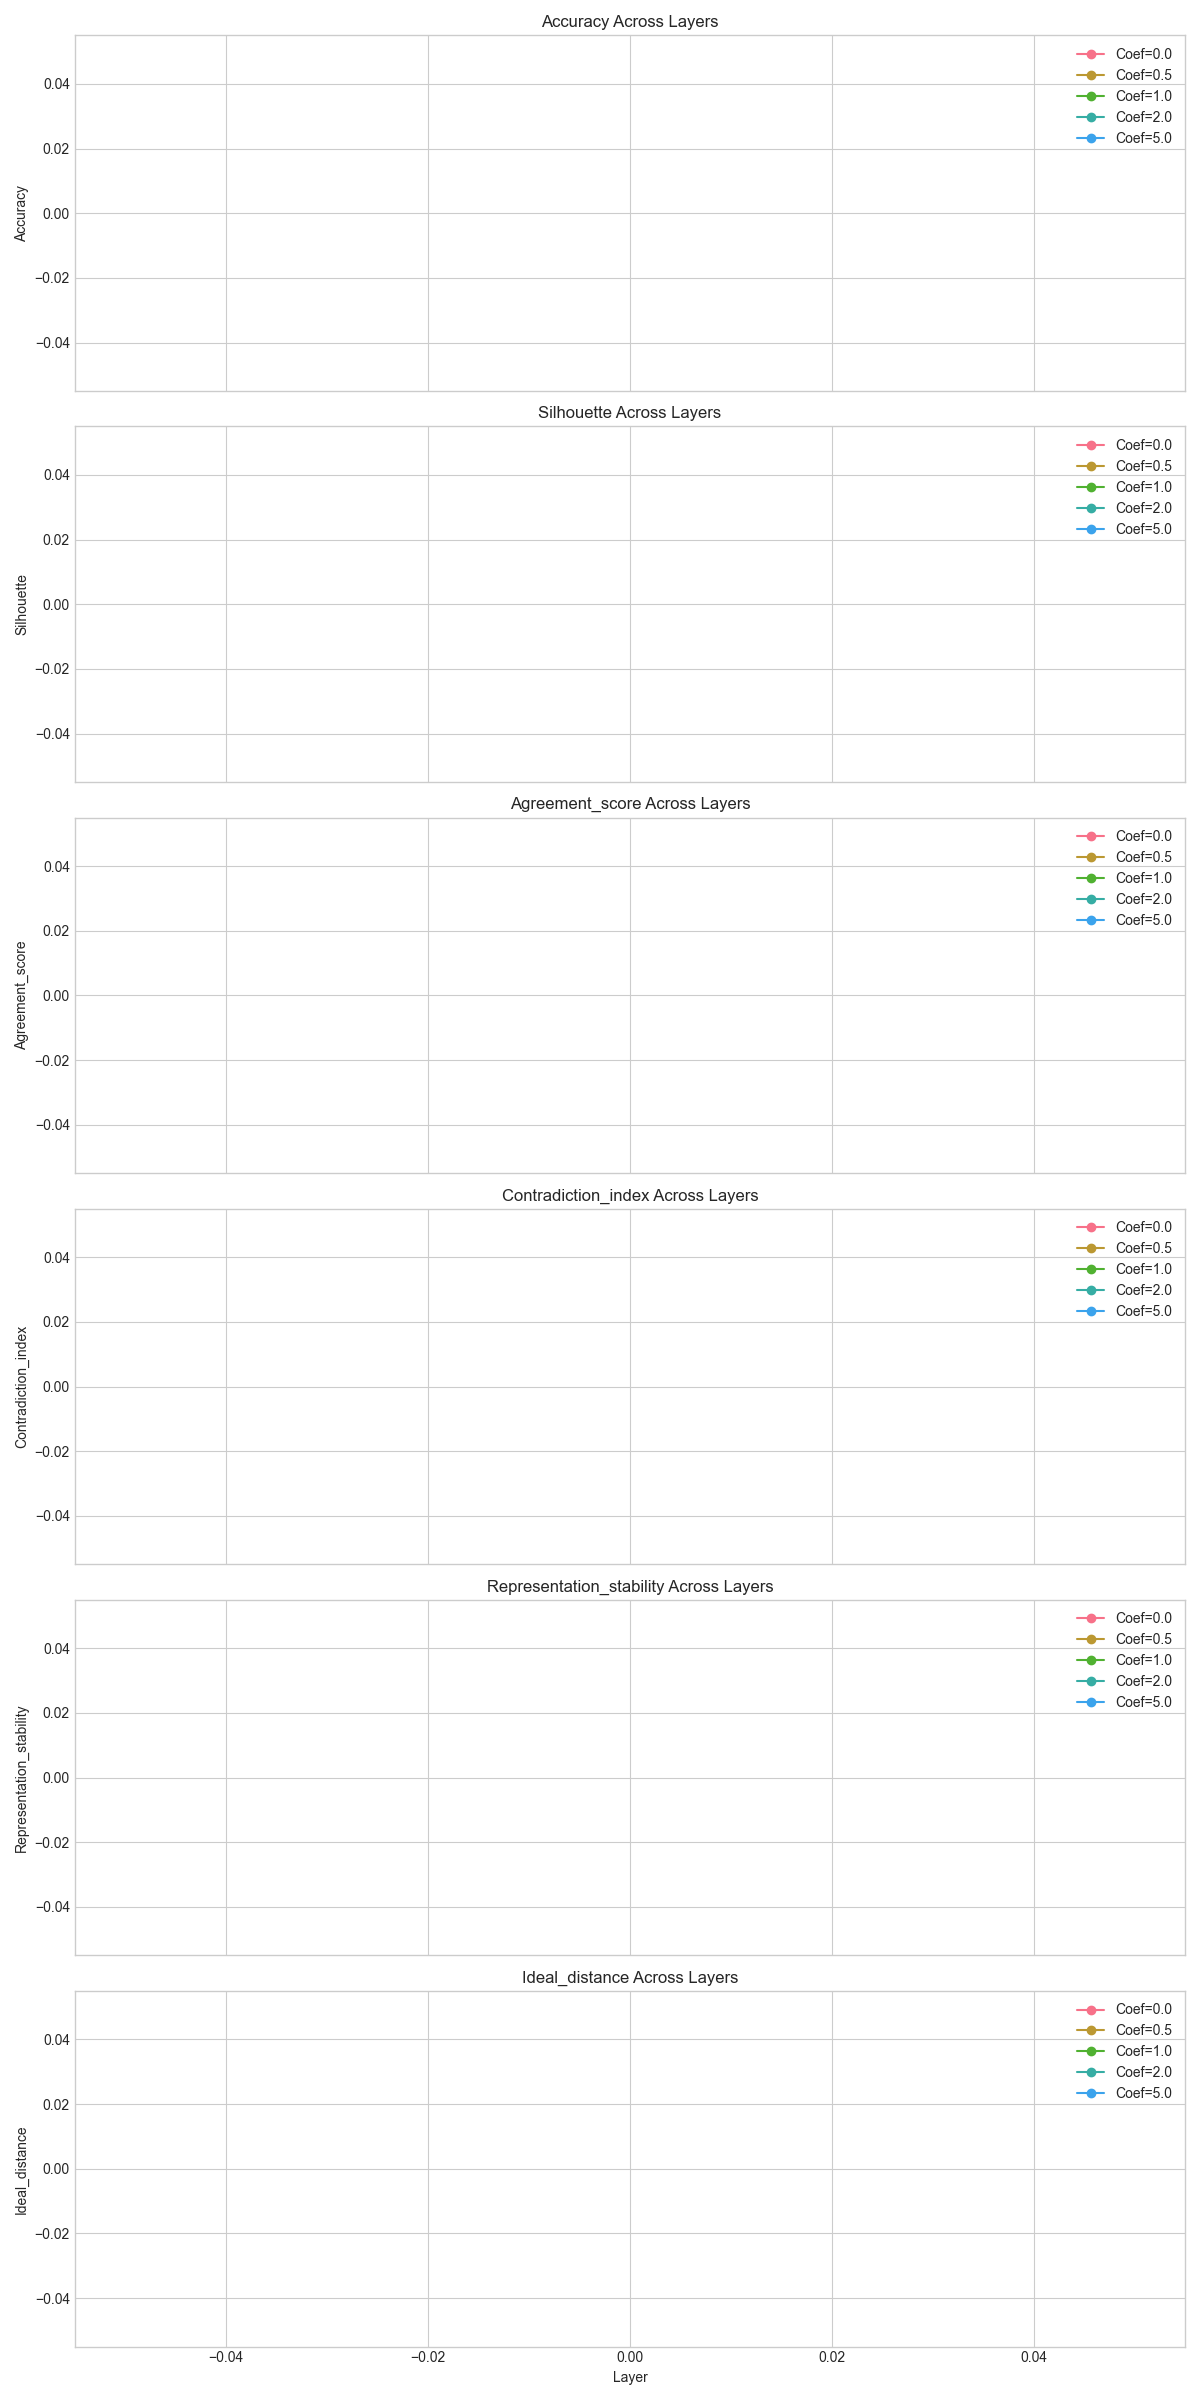 Accuracy Across Layers
Coef=0.0
Coef=0.5
Coef=1.0
Coef=2.0
Coef=5.0
0.04
0.02
0.00
−0.02
−0.04
Accuracy
Silhouette Across Layers
Coef=0.0
Coef=0.5
Coef=1.0
Coef=2.0
Coef=5.0
0.04
0.02
0.00
−0.02
−0.04
Silhouette
Agreement_score Across Layers
Coef=0.0
Coef=0.5
Coef=1.0
Coef=2.0
Coef=5.0
0.04
0.02
0.00
−0.02
−0.04
Agreement_score
Contradiction_index Across Layers
Coef=0.0
Coef=0.5
Coef=1.0
Coef=2.0
Coef=5.0
0.04
0.02
0.00
−0.02
−0.04
Contradiction_index
Representation_stability Across Layers
Coef=0.0
Coef=0.5
Coef=1.0
Coef=2.0
Coef=5.0
0.04
0.02
0.00
−0.02
−0.04
Representation_stability
Ideal_distance Across Layers
Coef=0.0
Coef=0.5
Coef=1.0
Coef=2.0
Coef=5.0
0.04
0.02
0.00
−0.02
−0.04
Ideal_distance
−0.04 −0.02 0.00 0.02 0.04
Layer